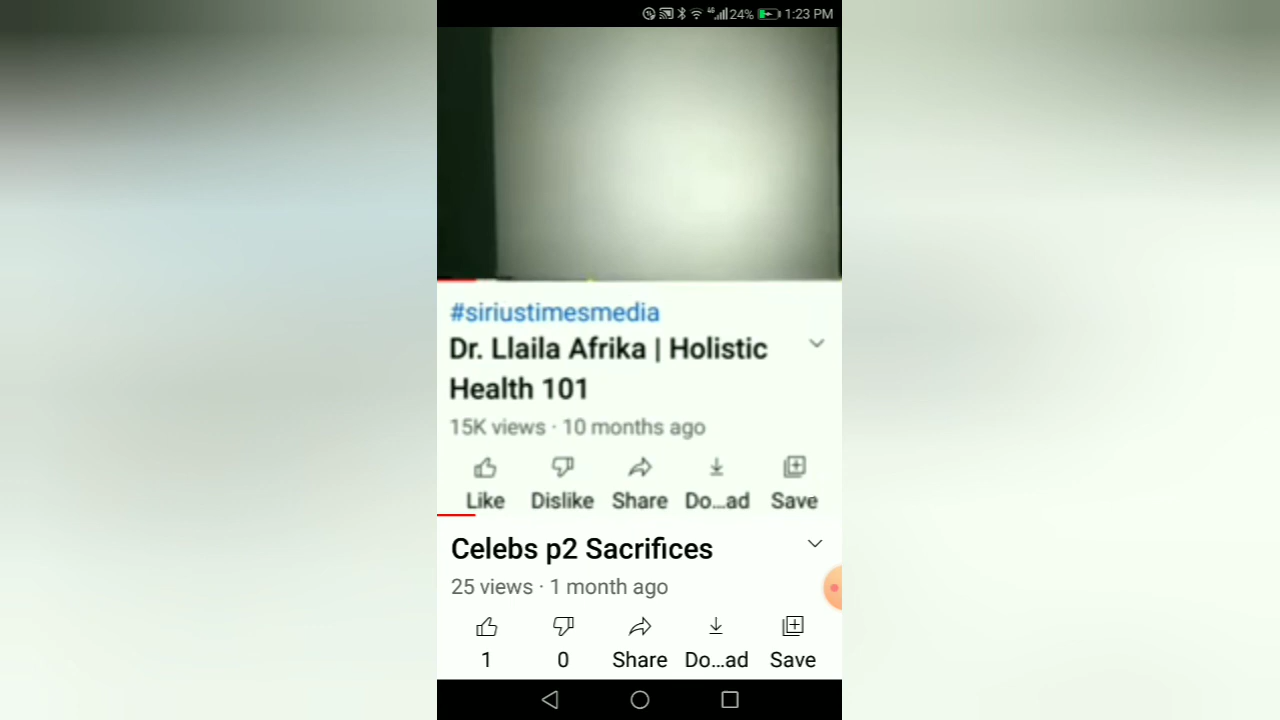 4G 24% 1:23 PM
#siriustimesmedia
Dr. Llaila Afrika | Holistic
Health 101
15K views · 10 months ago
Like Dislike Share Do...ad Save
Celebs p2 Sacrifices
25 views · 1 month ago
1 0 Share Do...ad Save